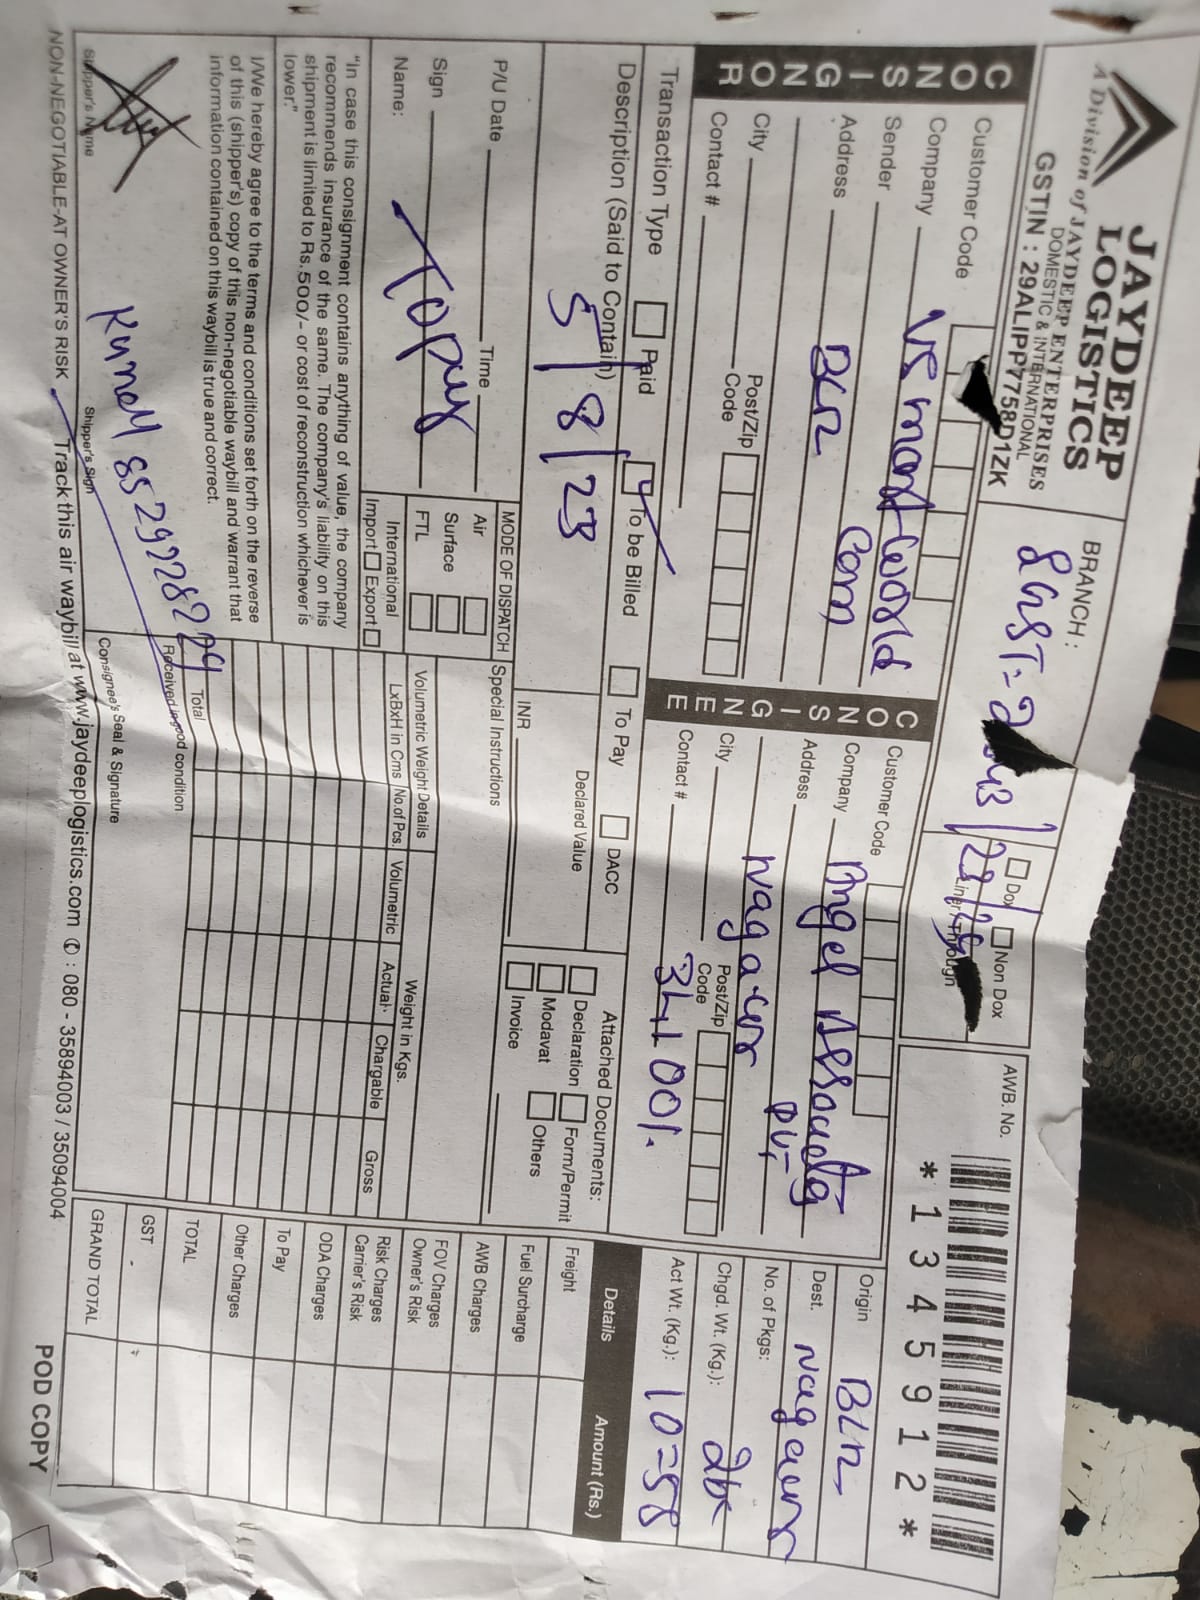 JAYDEEP
LOGISTICS
DOMESTIC & INTERNATIONAL
A Division of JAYDEEP ENTERPRISES
GSTIN : 29ALIPP7758D1ZK
BRANCH :
Dox
Non Dox
AWB. No.
*13459912*
CONSIGNOR
Customer Code
Company
Sender
Address
BLR
City
Post/Zip
Code
Contact #
CONSIGNEE
Customer Code
Company Angel
Address
Nagaur
City
Post/Zip
Code
Contact # 341001.
Origin
Dest. Nagaur
No. of Pkgs:
Chgd. Wt. (Kg.):
Act Wt. (Kg.): 10=58
Transaction Type
Paid
To be Billed
To Pay
DACC
Description (Said to Contain)
5/8/23
Declared Value
INR
Attached Documents:
Declaration
Form/Permit
Modavat
Others
Invoice
Details
Amount (Rs.)
Freight
Fuel Surcharge
AWB Charges
FOV Charges
Owner's Risk
Risk Charges
Carrier's Risk
ODA Charges
To Pay
Other Charges
TOTAL
GST
GRAND TOTAL
P/U Date
Time
Sign
Name:
Topay
MODE OF DISPATCH
Air
Surface
FTL
International
Import
Export
Special Instructions
Volumetric Weight Details
LxBxH in Cms
No.of Pcs.
Weight in Kgs.
Volumetric
Actual
Chargable
Gross
Total
"In case this consignment contains anything of value, the company
recommends insurance of the same. The company's liability on this
shipment is limited to Rs.500/- or cost of reconstruction whichever is
lower."
I/We hereby agree to the terms and conditions set forth on the reverse
of this (shipper's) copy of this non-negotiable waybill and warrant that
information contained on this waybill is true and correct.
Shipper's Name
Shipper's Sign
Received in good condition
Consignee's Seal & Signature
NON-NEGOTIABLE-AT OWNER'S RISK
Track this air waybill at www.jaydeeplogistics.com ✆ : 080 - 35894003 / 35094004
POD COPY